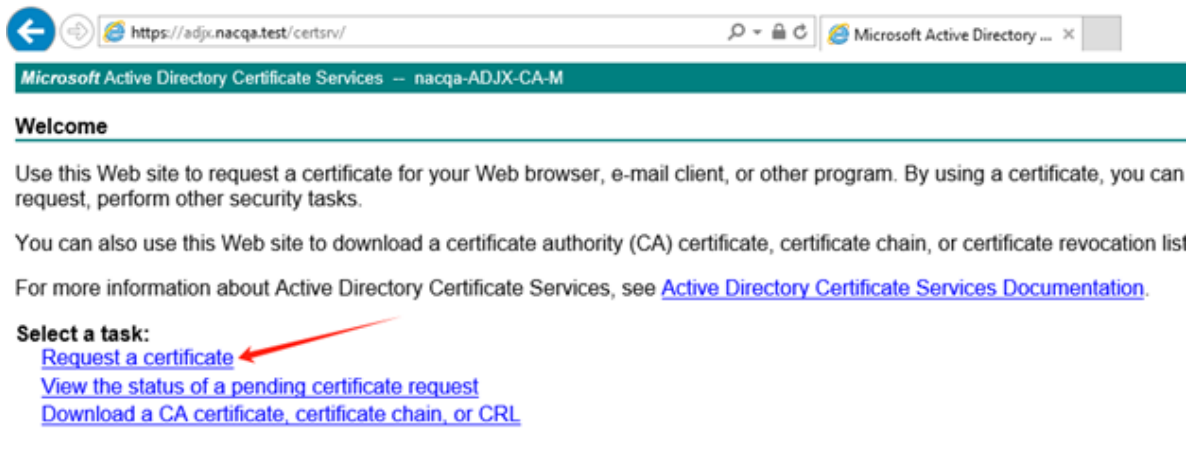 https://adjx.nacqa.test/certsrv/
Microsoft Active Directory ...
Microsoft Active Directory Certificate Services -- nacqa-ADJX-CA-M
Welcome
Use this Web site to request a certificate for your Web browser, e-mail client, or other program. By using a certificate, you can
request, perform other security tasks.
You can also use this Web site to download a certificate authority (CA) certificate, certificate chain, or certificate revocation list
For more information about Active Directory Certificate Services, see Active Directory Certificate Services Documentation.
Select a task:
Request a certificate
View the status of a pending certificate request
Download a CA certificate, certificate chain, or CRL